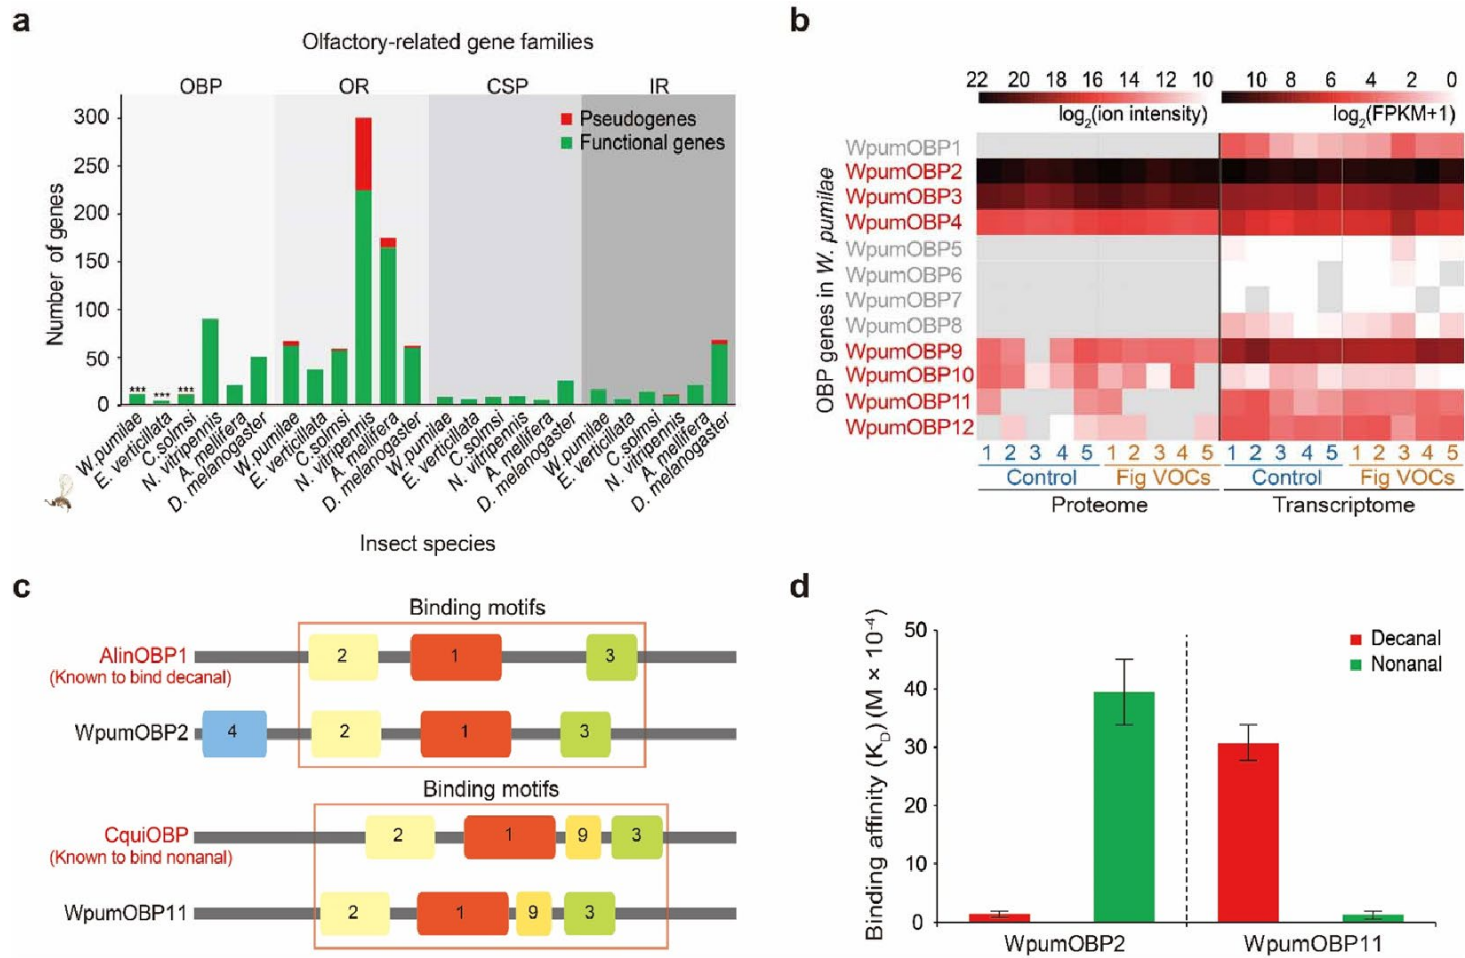 a
Olfactory-related gene families
OBP OR CSP IR
Pseudogenes
Functional genes
Number of genes
300
250
200
150
100
50
0
*** *** ***
W.pumilae
E. verticillata
C.solmsi
N. vitripennis
A. mellifera
D. melanogaster
W.pumilae
E. verticillata
C.solmsi
N. vitripennis
A. mellifera
D. melanogaster
W.pumilae
E. verticillata
C.solmsi
N. vitripennis
A. mellifera
D. melanogaster
W.pumilae
E. verticillata
C.solmsi
N. vitripennis
A. mellifera
D. melanogaster
Insect species
b
22 20 18 16 14 12 10
log2(ion intensity)
10 8 6 4 2 0
log2(FPKM+1)
OBP genes in W. pumilae
WpumOBP1
WpumOBP2
WpumOBP3
WpumOBP4
WpumOBP5
WpumOBP6
WpumOBP7
WpumOBP8
WpumOBP9
WpumOBP10
WpumOBP11
WpumOBP12
1 2 3 4 5 1 2 3 4 5 1 2 3 4 5 1 2 3 4 5
Control Fig VOCs Control Fig VOCs
Proteome Transcriptome
c
Binding motifs
AlinOBP1 2 1 3
(Known to bind decanal)
WpumOBP2 4 2 1 3
Binding motifs
CquiOBP 2 1 9 3
(Known to bind nonanal)
WpumOBP11 2 1 9 3
d
Binding affinity (KD) (M × 10-4)
50
40
30
20
10
0
Decanal
Nonanal
WpumOBP2 WpumOBP11